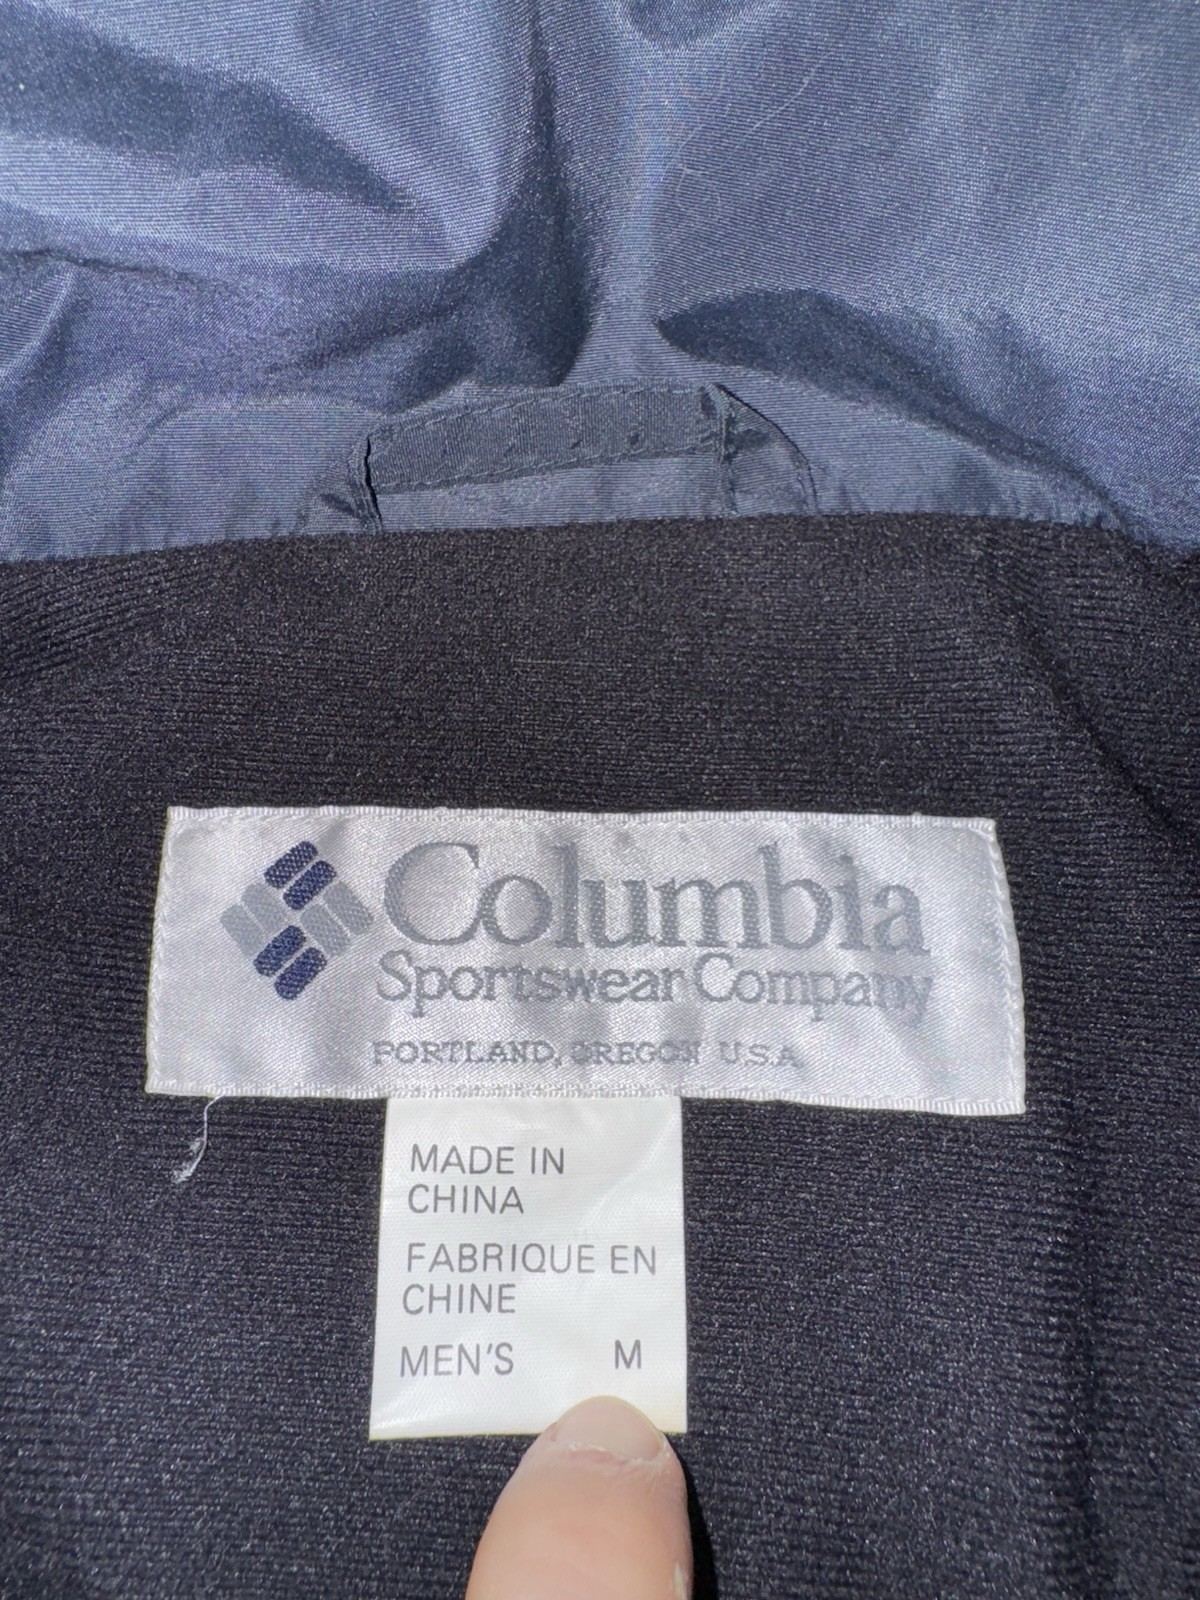 Columbia
Sportswear Company
PORTLAND, OREGON U.S.A
MADE IN
CHINA
FABRIQUE EN
CHINE
MEN'S M